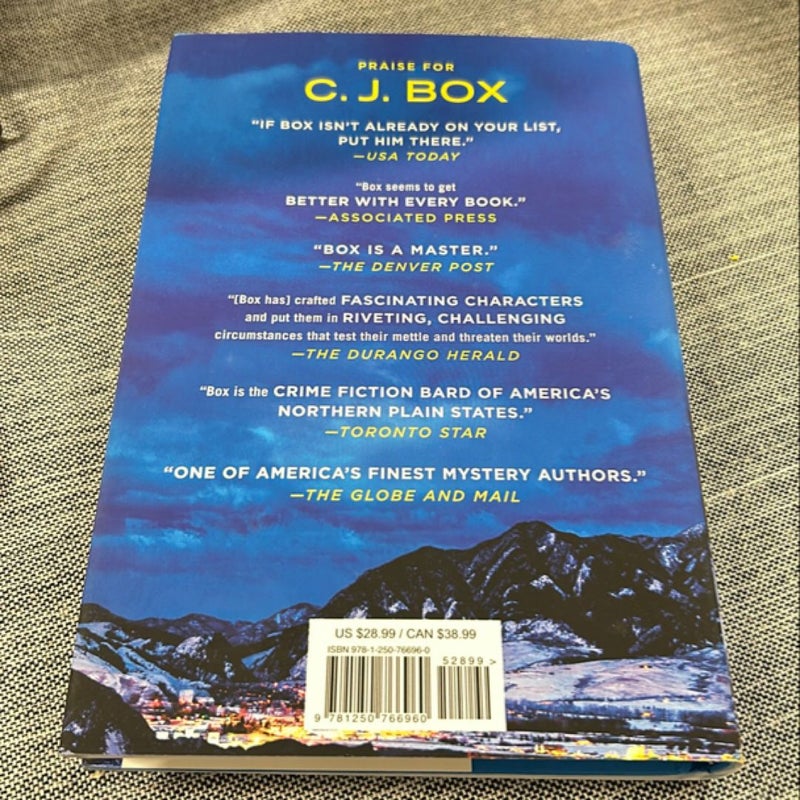 PRAISE FOR
C. J. BOX
“IF BOX ISN’T ALREADY ON YOUR LIST,
PUT HIM THERE.”
—USA TODAY
“Box seems to get
BETTER WITH EVERY BOOK.”
—ASSOCIATED PRESS
“BOX IS A MASTER.”
—THE DENVER POST
“[Box has] crafted FASCINATING CHARACTERS
and put them in RIVETING, CHALLENGING
circumstances that test their mettle and threaten their worlds.”
—THE DURANGO HERALD
“Box is the CRIME FICTION BARD OF AMERICA’S
NORTHERN PLAIN STATES.”
—TORONTO STAR
“ONE OF AMERICA’S FINEST MYSTERY AUTHORS.”
—THE GLOBE AND MAIL
US $28.99 / CAN $38.99
ISBN 978-1-250-76696-0
52899>
9 781250 766960